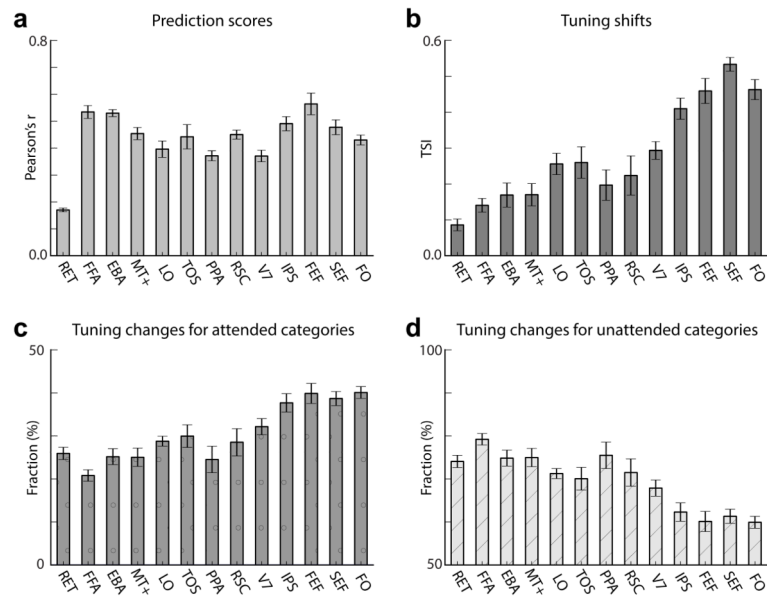 a Prediction scores
0.8
Pearson's r
0.0
RET FFA EBA MT+ LO TOS PPA RSC V7 IPS FEF SEF FO
b Tuning shifts
0.6
TSI
0.0
RET FFA EBA MT+ LO TOS PPA RSC V7 IPS FEF SEF FO
c Tuning changes for attended categories
50
Fraction (%)
0
RET FFA EBA MT+ LO TOS PPA RSC V7 IPS FEF SEF FO
d Tuning changes for unattended categories
100
Fraction (%)
50
RET FFA EBA MT+ LO TOS PPA RSC V7 IPS FEF SEF FO